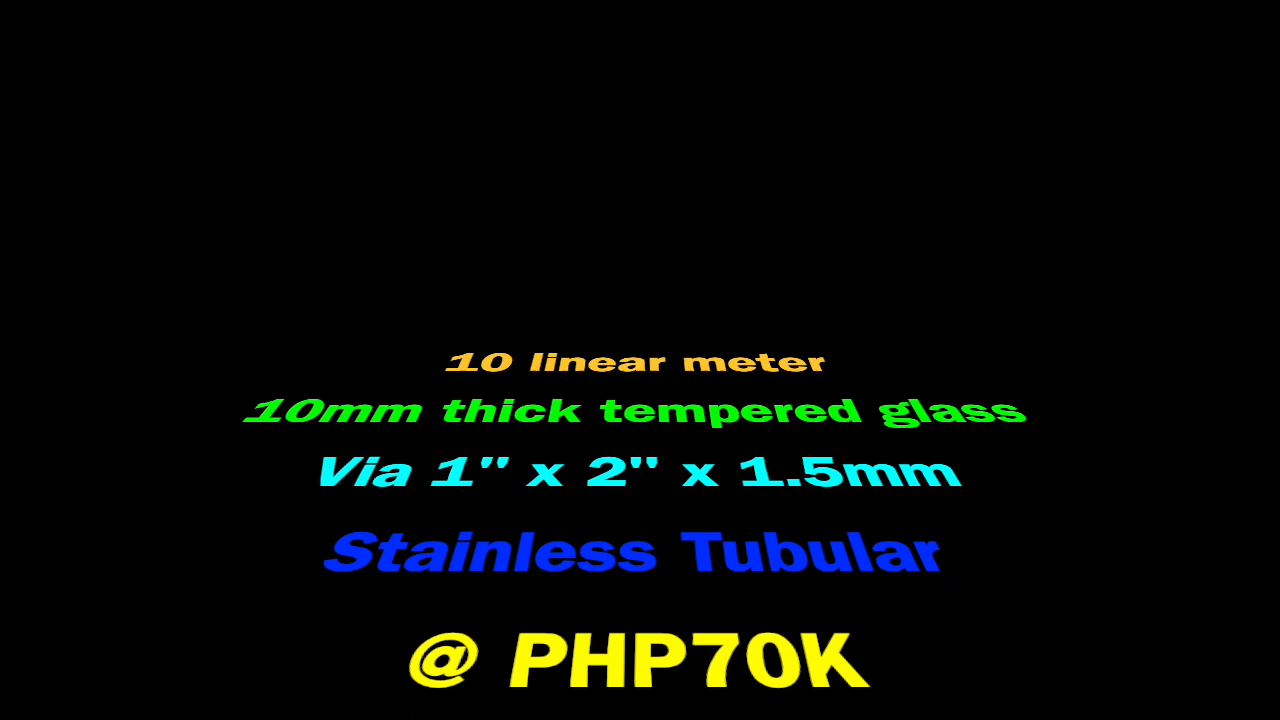 10 linear meter
10mm thick tempered glass
Via 1" x 2" x 1.5mm
Stainless Tubular
@ PHP70K